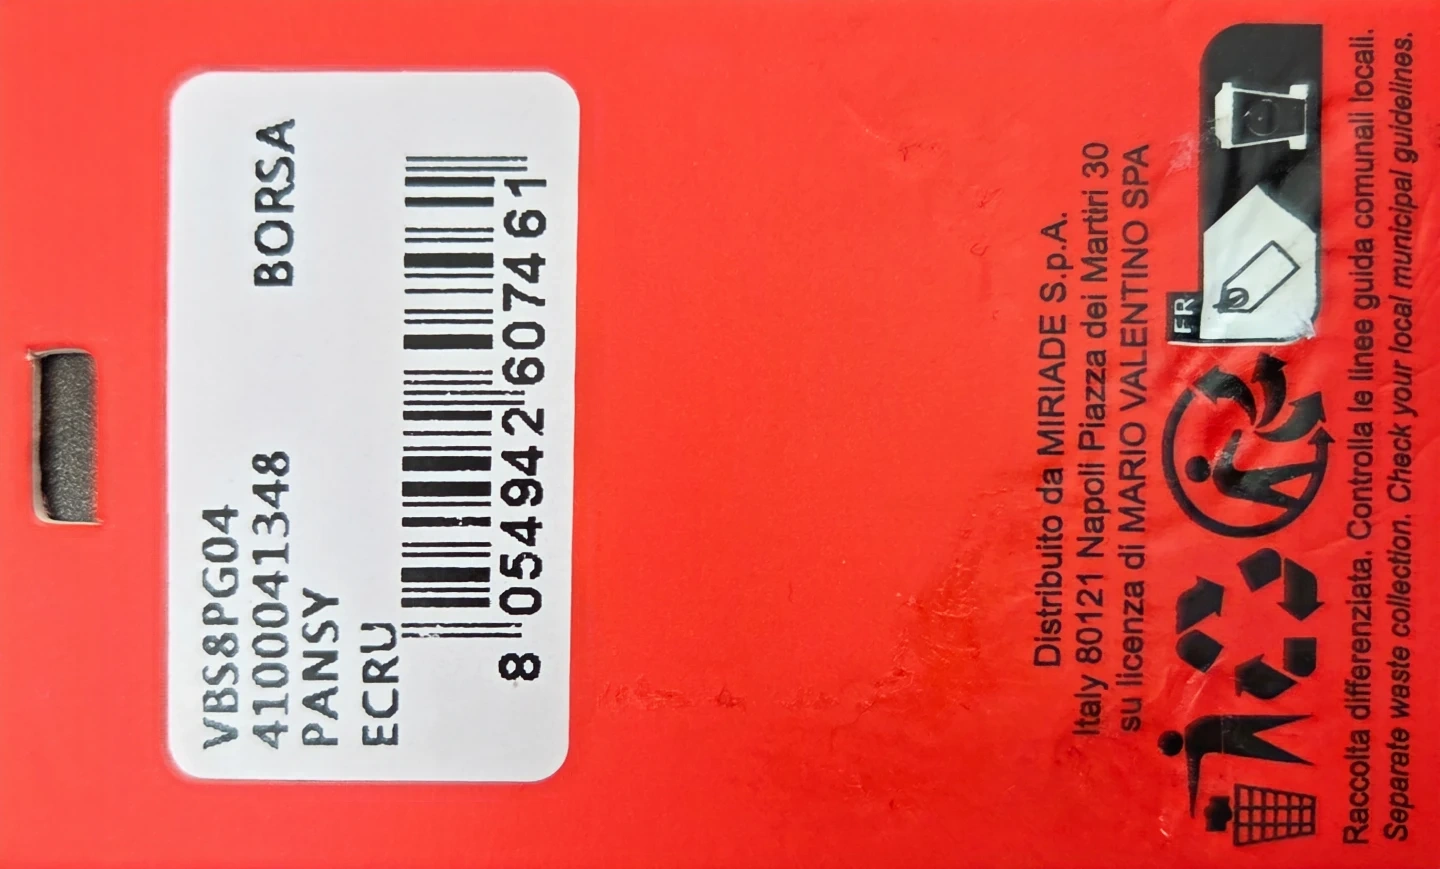 VBS8PG04
4100041348 BORSA
PANSY
ECRU
8 054942 607461
Distribuito da MIRIADE S.p.A.
Italy 80121 Napoli Piazza dei Martiri 30
su licenza di MARIO VALENTINO SPA
FR
Raccolta differenziata. Controlla le linee guida comunali locali.
Separate waste collection. Check your local municipal guidelines.